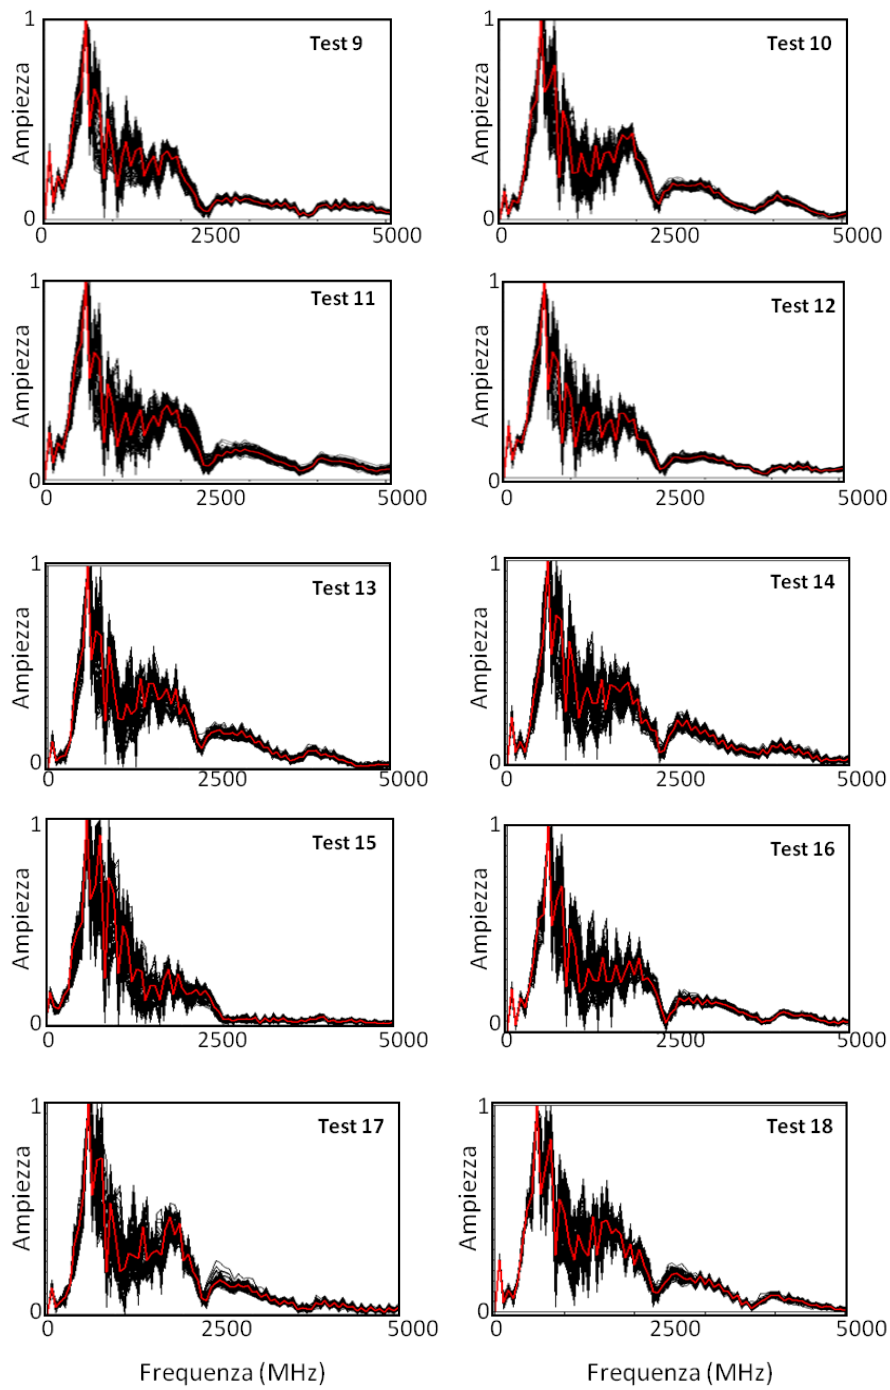 1 Test 9 1 Test 10
Ampiezza Ampiezza
0 0
0 2500 5000 0 2500 5000
1 Test 11 1 Test 12
Ampiezza Ampiezza
0 0
0 2500 5000 0 2500 5000
1 Test 13 1 Test 14
Ampiezza Ampiezza
0 0
0 2500 5000 0 2500 5000
1 Test 15 1 Test 16
Ampiezza Ampiezza
0 0
0 2500 5000 0 2500 5000
1 Test 17 1 Test 18
Ampiezza Ampiezza
0 0
0 2500 5000 0 2500 5000
Frequenza (MHz) Frequenza (MHz)